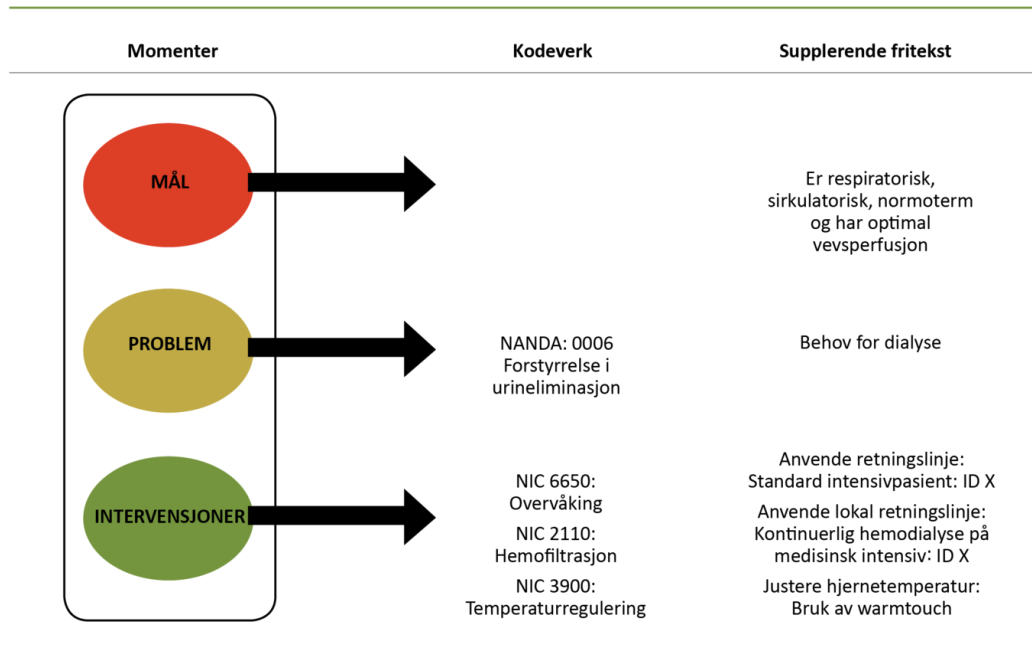 Momenter
Kodeverk
Supplerende fritekst
MÅL
Er respiratorisk,
sirkulatorisk, normoterm
og har optimal
vevsperfusjon
PROBLEM
NANDA: 0006
Forstyrrelse i
urineliminasjon
Behov for dialyse
INTERVENSJONER
NIC 6650:
Overvåking
NIC 2110:
Hemofiltrasjon
NIC 3900:
Temperaturregulering
Anvende retningslinje:
Standard intensivpasient: ID X
Anvende lokal retningslinje:
Kontinuerlig hemodialyse på
medisinsk intensiv: ID X
Justere hjernetemperatur:
Bruk av warmtouch